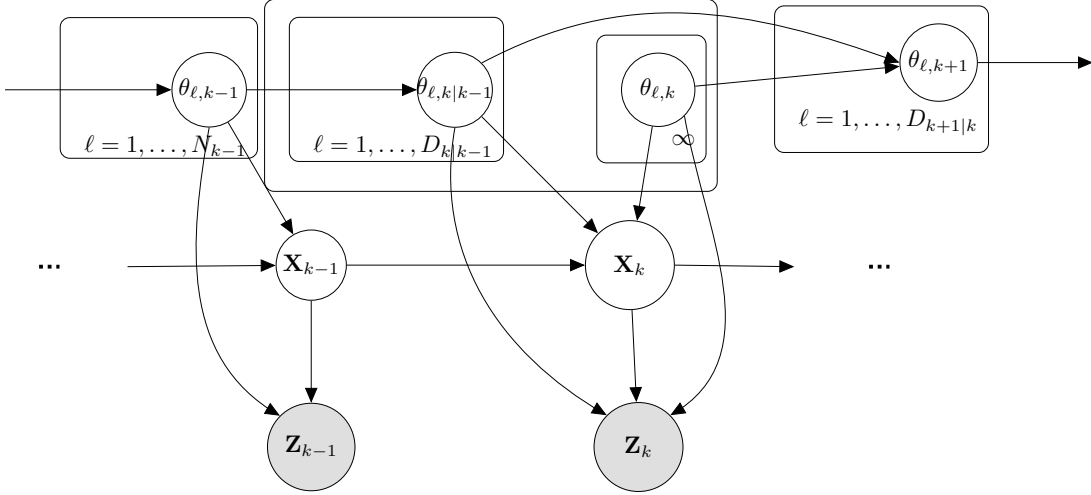 θ_{ℓ,k−1}
θ_{ℓ,k|k−1}
θ_{ℓ,k}
θ_{ℓ,k+1}
ℓ = 1, . . . , N_{k−1}
ℓ = 1, . . . , D_{k|k−1}
∞
ℓ = 1, . . . , D_{k+1|k}
...
X_{k−1}
X_k
...
Z_{k−1}
Z_k